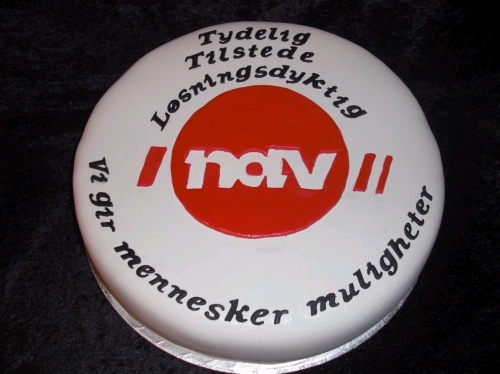 Tydelig
Tilstede
Løsningsdyktig
nav
Vi gir mennesker muligheter